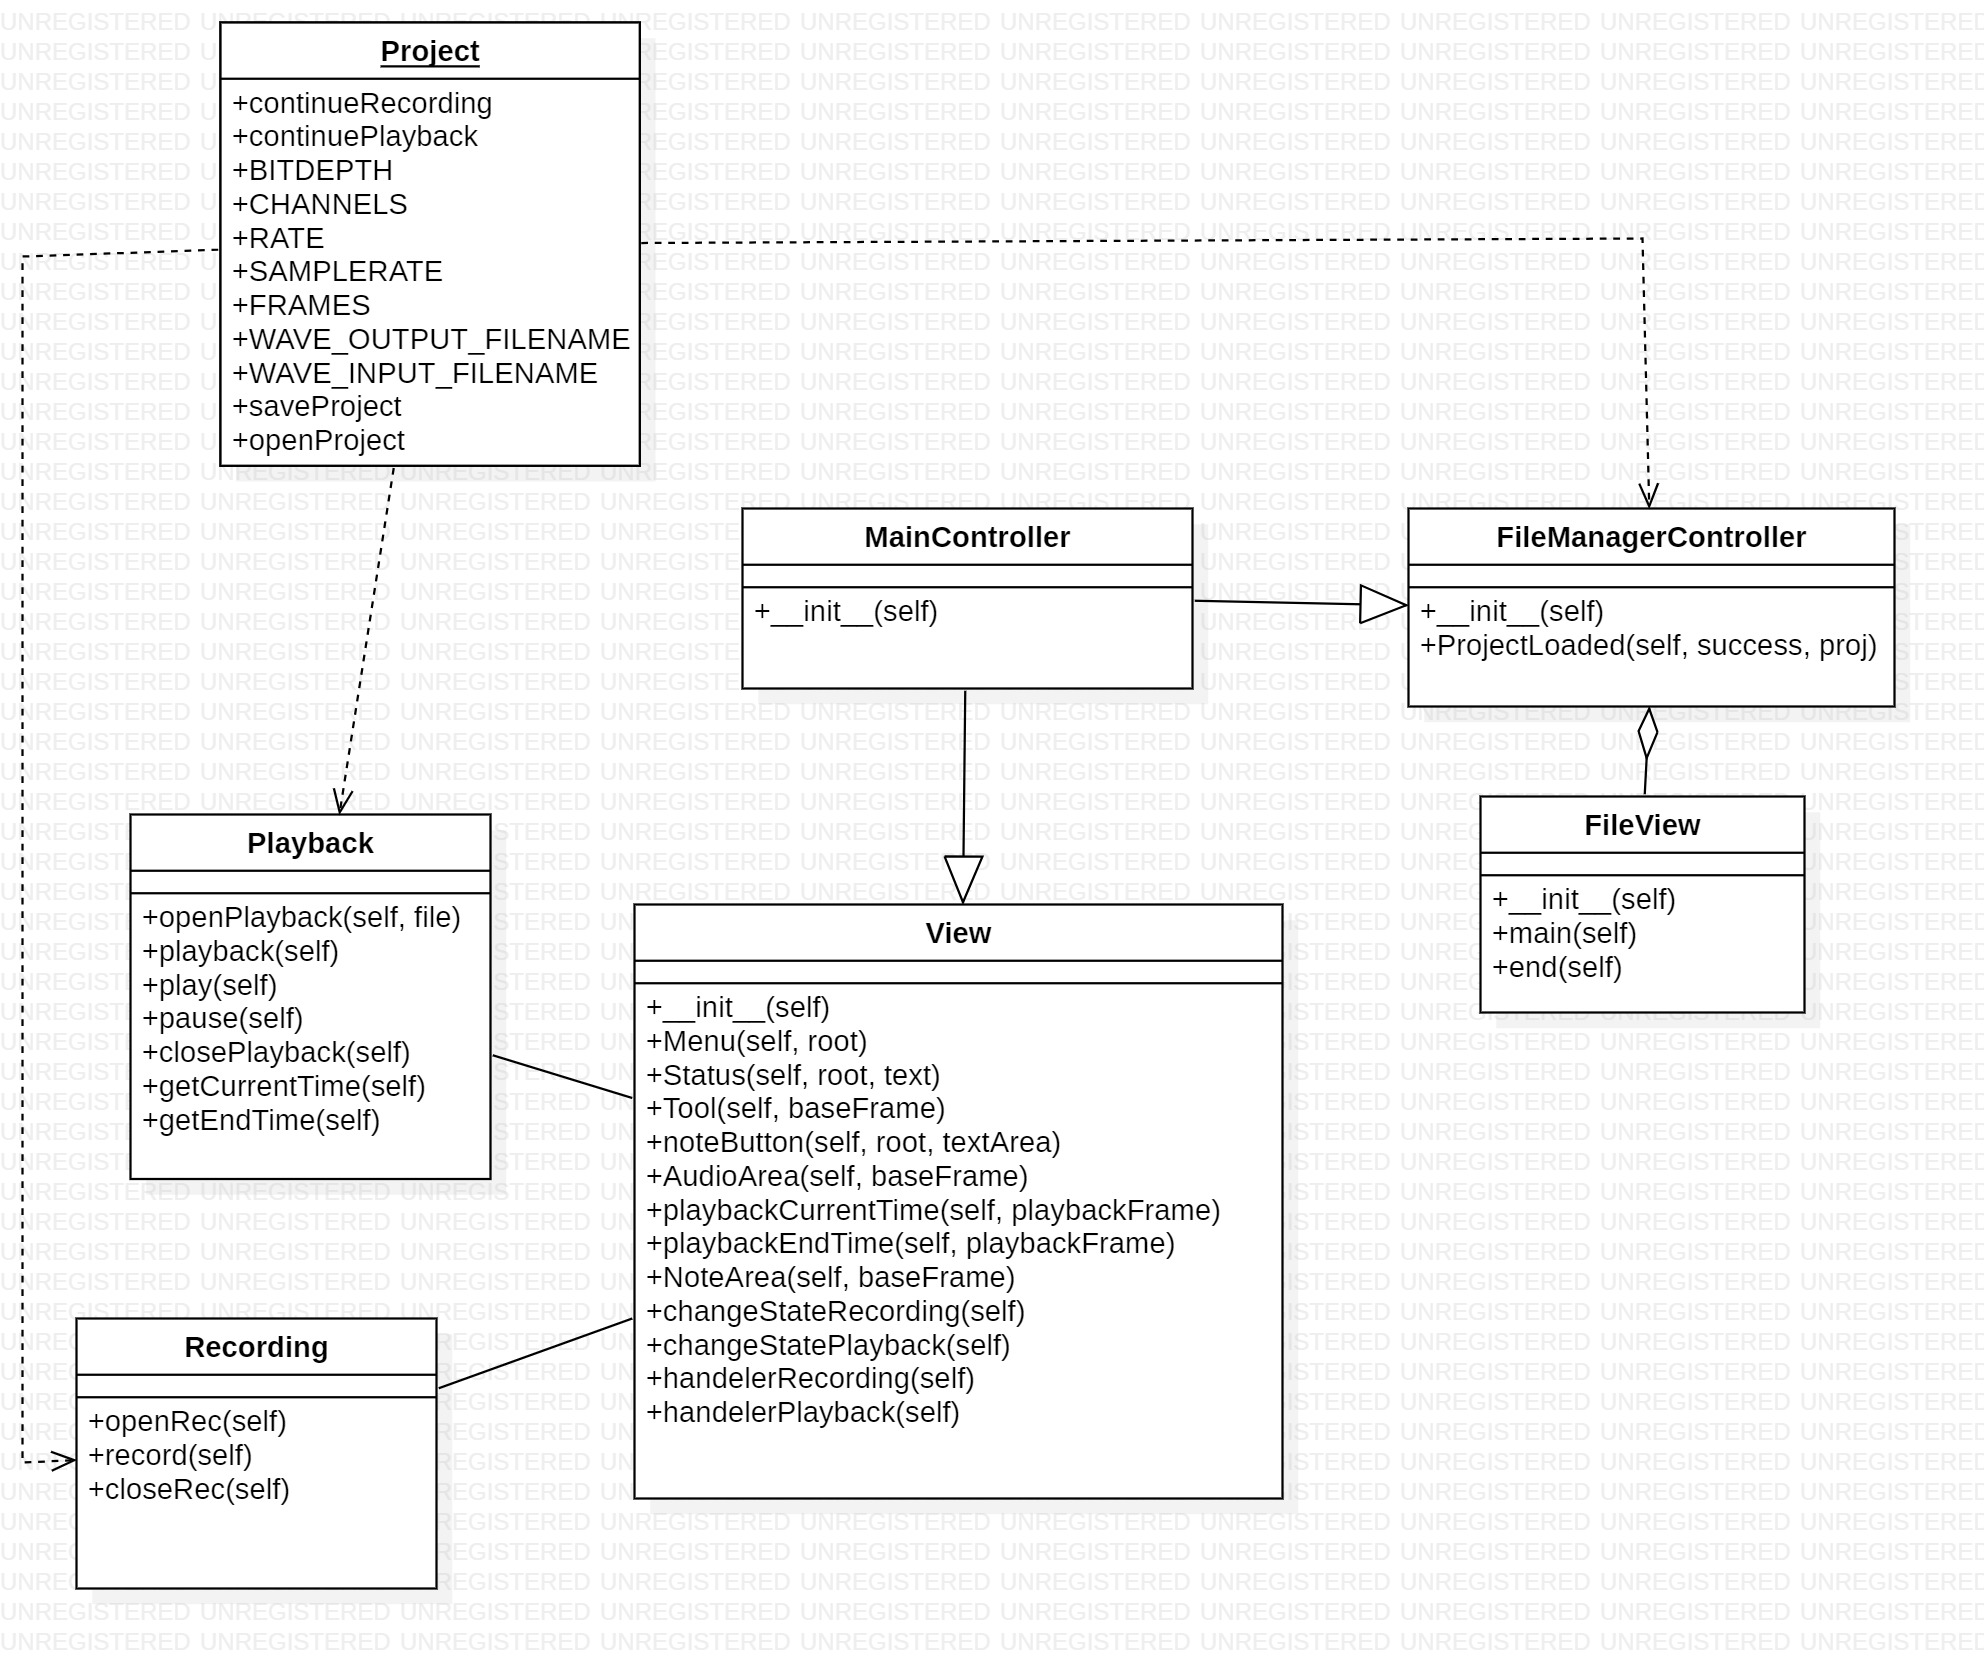 Project
+continueRecording
+continuePlayback
+BITDEPTH
+CHANNELS
+RATE
+SAMPLERATE
+FRAMES
+WAVE_OUTPUT_FILENAME
+WAVE_INPUT_FILENAME
+saveProject
+openProject
MainController
+__init__(self)
FileManagerController
+__init__(self)
+ProjectLoaded(self, success, proj)
Playback
+openPlayback(self, file)
+playback(self)
+play(self)
+pause(self)
+closePlayback(self)
+getCurrentTime(self)
+getEndTime(self)
View
+__init__(self)
+Menu(self, root)
+Status(self, root, text)
+Tool(self, baseFrame)
+noteButton(self, root, textArea)
+AudioArea(self, baseFrame)
+playbackCurrentTime(self, playbackFrame)
+playbackEndTime(self, playbackFrame)
+NoteArea(self, baseFrame)
+changeStateRecording(self)
+changeStatePlayback(self)
+handelerRecording(self)
+handelerPlayback(self)
FileView
+__init__(self)
+main(self)
+end(self)
Recording
+openRec(self)
+record(self)
+closeRec(self)
UNREGISTERED